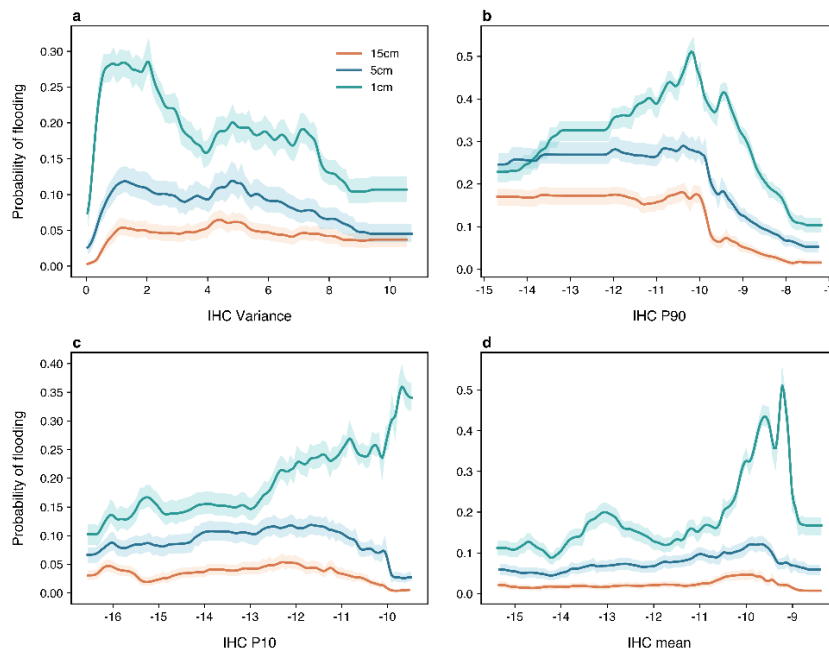 a
b
Probability of flooding
0.30
0.25
0.20
0.15
0.10
0.05
0.00
15cm
5cm
1cm
0 2 4 6 8 10
IHC Variance
0.5
0.4
0.3
0.2
0.1
0.0
-15 -14 -13 -12 -11 -10 -9 -8 -7
IHC P90
c
d
Probability of flooding
0.40
0.35
0.30
0.25
0.20
0.15
0.10
0.05
0.00
-16 -15 -14 -13 -12 -11 -10
IHC P10
0.5
0.4
0.3
0.2
0.1
0.0
-15 -14 -13 -12 -11 -10 -9
IHC mean